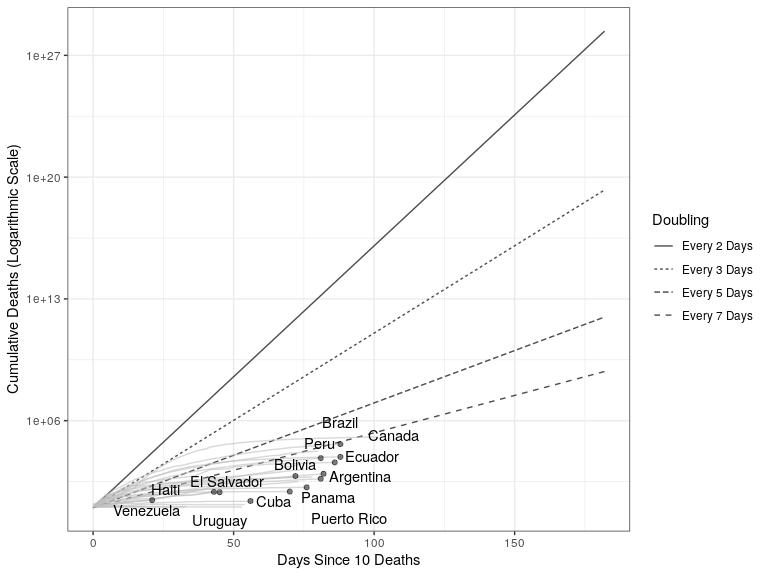 Cumulative Deaths (Logarithmic Scale)
1e+27
1e+20
1e+13
1e+06
Brazil
Canada
Peru
Ecuador
Bolivia
Argentina
El Salvador
Haiti
Panama
Cuba
Venezuela
Uruguay
Puerto Rico
0
50
100
150
Days Since 10 Deaths
Doubling
Every 2 Days
Every 3 Days
Every 5 Days
Every 7 Days